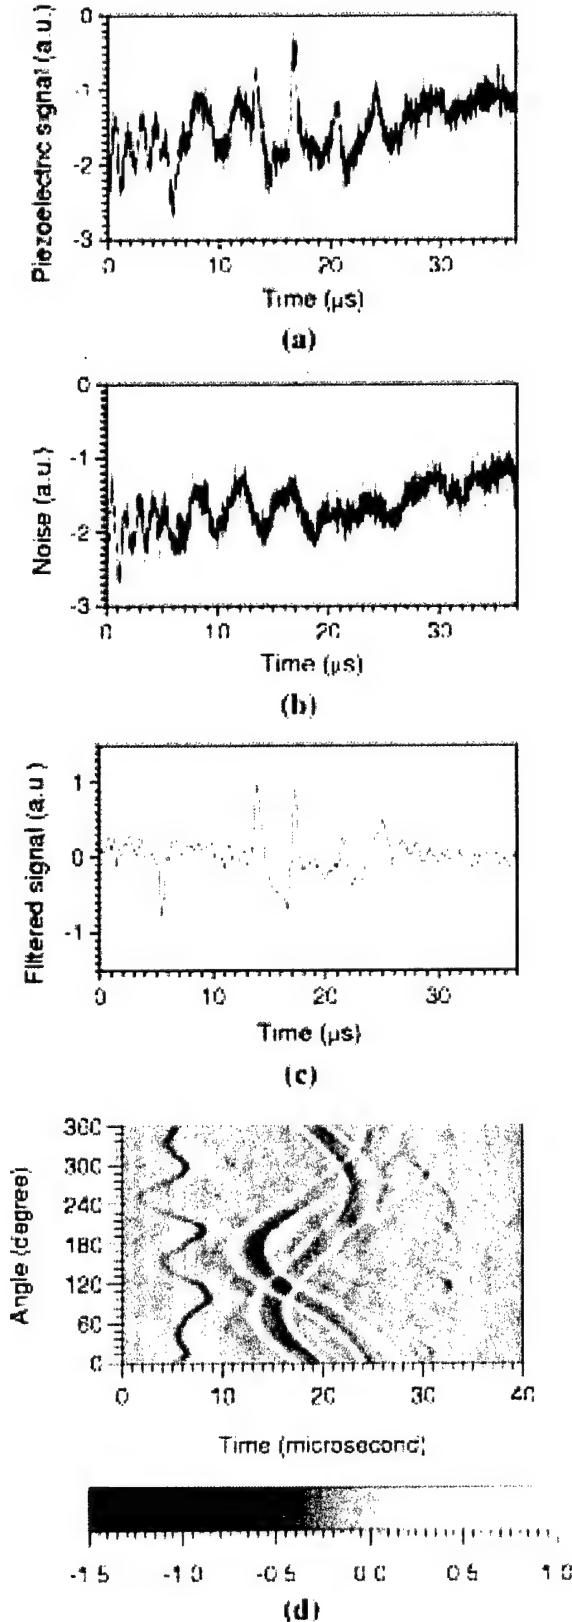 Piezoelectric signal (a.u.)
0
-1
-2
-3
0 10 20 30
Time (μs)
(a)
Noise (a.u.)
0
-1
-2
-3
0 10 20 30
Time (μs)
(b)
Filtered signal (a.u)
1
0
-1
0 10 20 30
Time (μs)
(c)
Angle (degree)
360
300
240
180
120
60
0
0 10 20 30 40
Time (microsecond)
-1.5 -1.0 -0.5 0.0 0.5 1.0
(d)